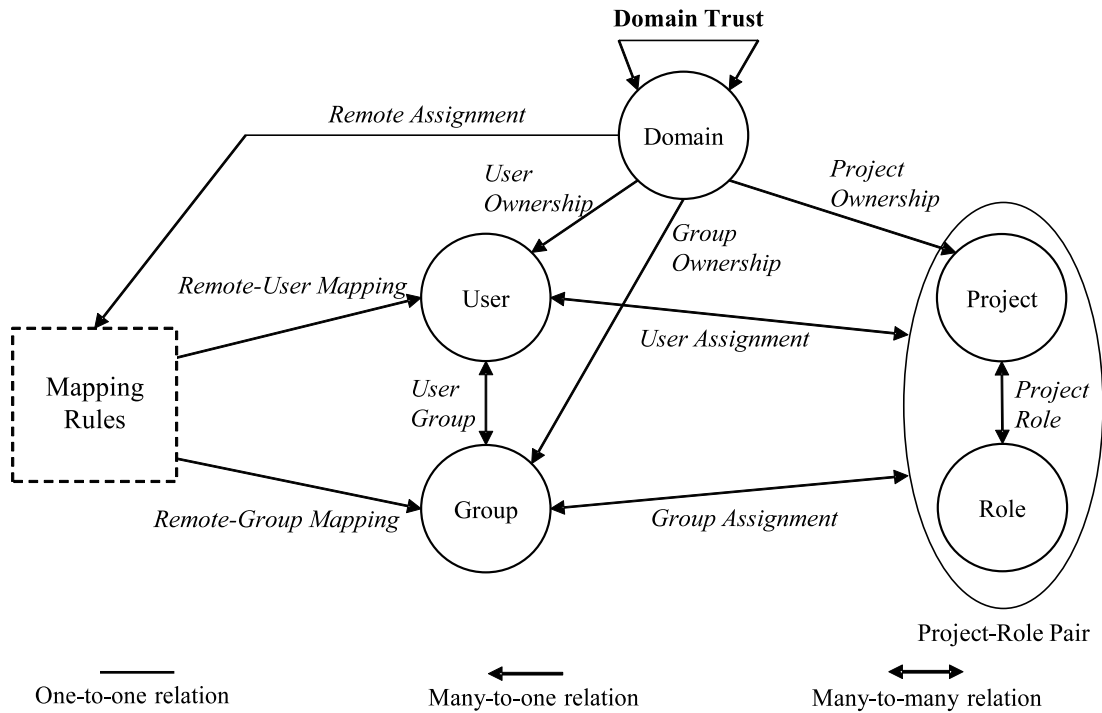 Domain Trust
Remote Assignment
Domain
User
Ownership
Project
Ownership
Group
Ownership
Remote-User Mapping
User
Project
User Assignment
Mapping
Rules
User
Group
Project
Role
Remote-Group Mapping
Group
Group Assignment
Role
Project-Role Pair
One-to-one relation
Many-to-one relation
Many-to-many relation